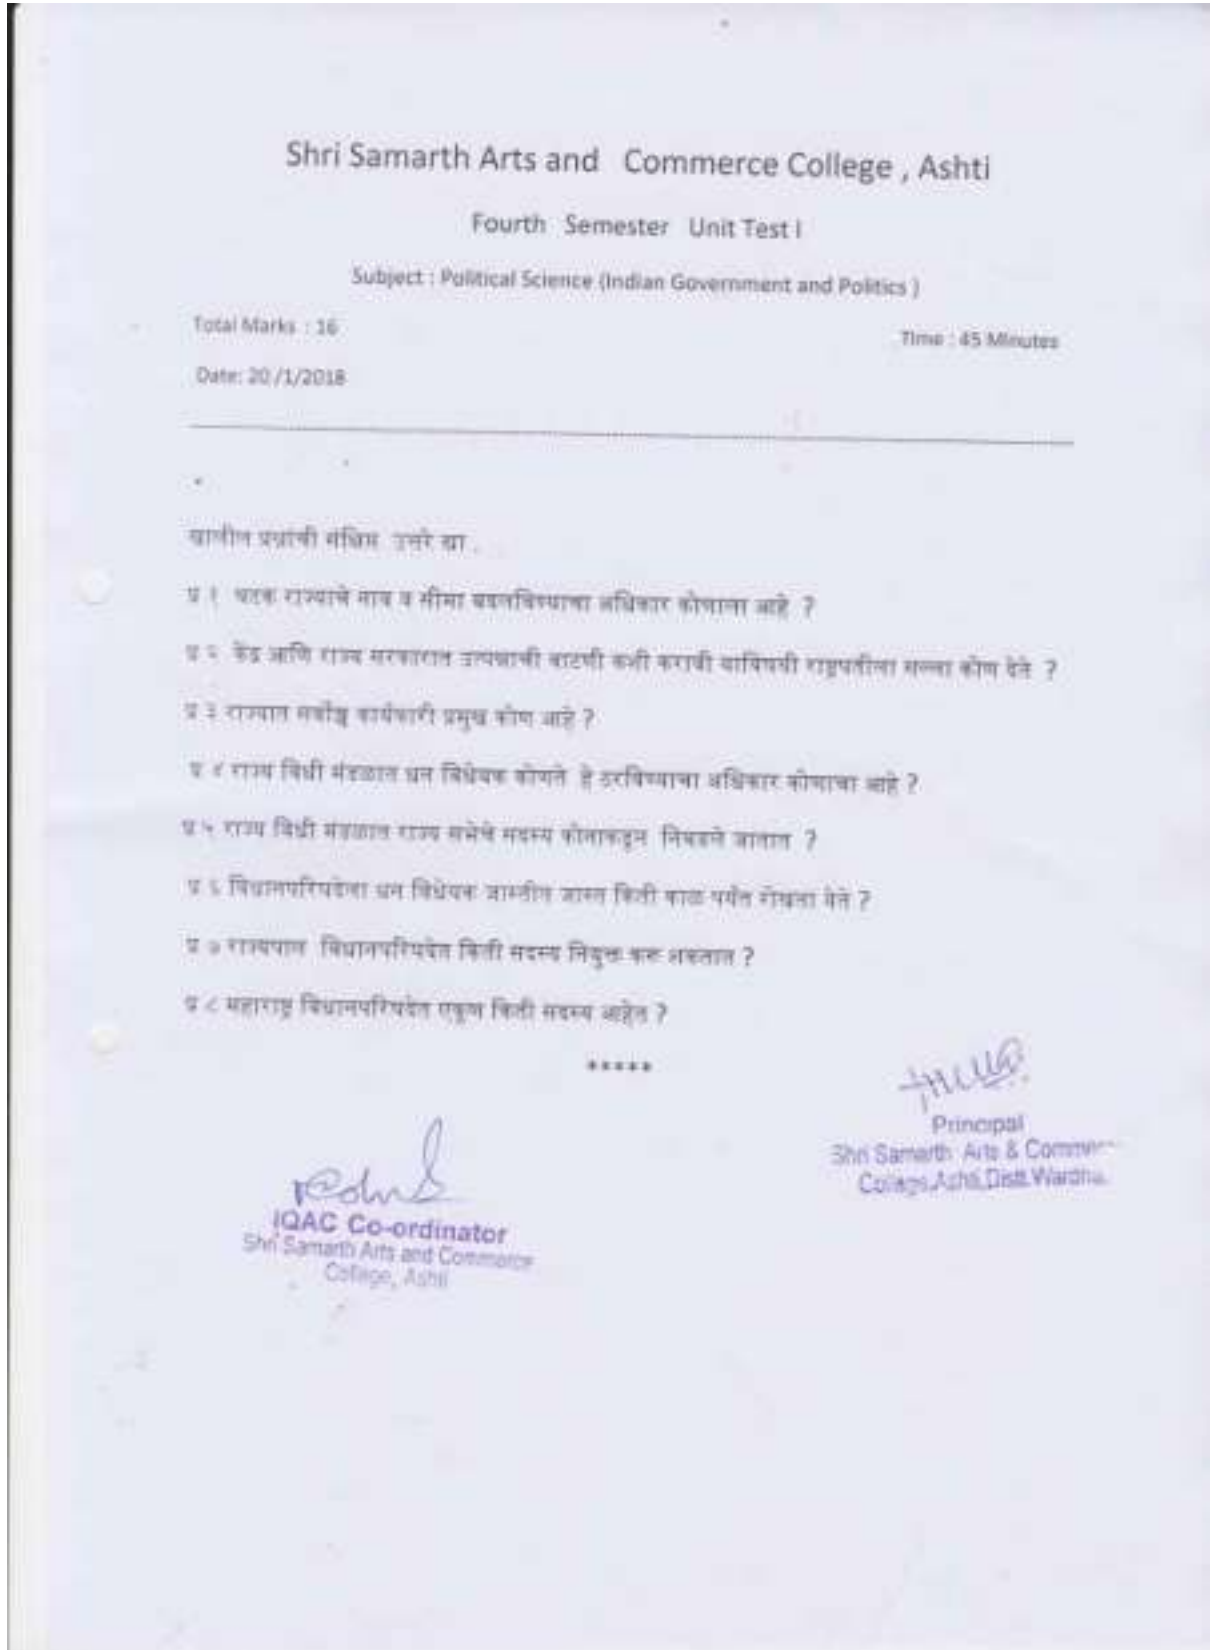 Shri Samarth Arts and Commerce College , Ashti
Fourth Semester Unit Test I
Subject : Political Science (Indian Government and Politics )
Total Marks : 16
Time : 45 Minutes
Date: 20 /1/2018
खालील प्रश्नांची संक्षिप्त उत्तरे द्या .
प्र १ घटक राज्याचे नाव व सीमा बदलविण्याचा अधिकार कोणाला आहे ?
प्र २ केंद्र आणि राज्य सरकारात उत्पन्नाची वाटणी कशी करावी याविषयी राष्ट्रपतीला सल्ला कोण देते ?
प्र ३ राज्यात सर्वोच्च कार्यकारी प्रमुख कोण आहे ?
प्र ४ राज्य विधी मंडळात धन विधेयक कोणते हे ठरविण्याचा अधिकार कोणाचा आहे ?
प्र ५ राज्य विधी मंडळात राज्य सभेचे सदस्य कोनाकडून निवडले जातात ?
प्र ६ विधानपरिषदेला धन विधेयक जास्तीत जास्त किती काळ पर्यंत रोखता येते ?
प्र ७ राज्यपाल विधानपरिषदेत किती सदस्य नियुक्त करू शकतात ?
प्र ८ महाराष्ट्र विधानपरिषदेत एकूण किती सदस्य आहेत ?
*****
Principal
Shri Samarth Arts & Commerc
College,Ashti,Distt.Wardha.
IQAC Co-ordinator
Shri Samarth Arts and Commerce
College, Ashti